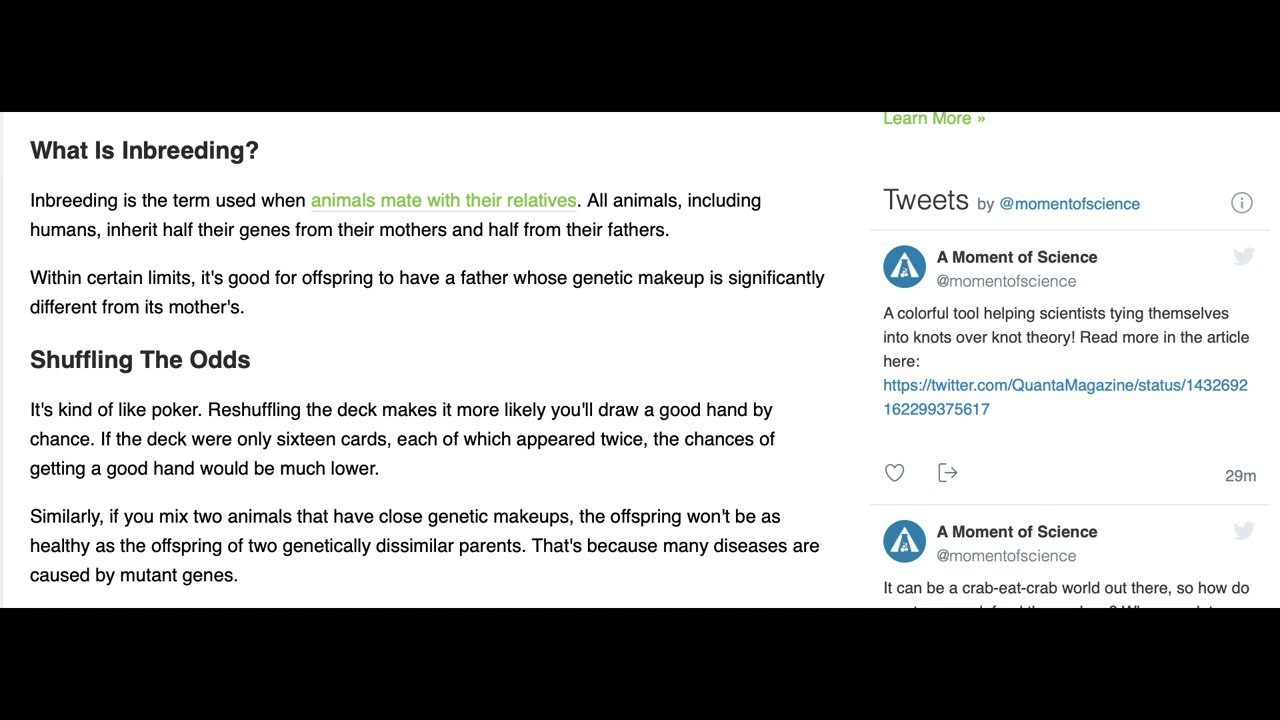 What Is Inbreeding?
Inbreeding is the term used when animals mate with their relatives. All animals, including
humans, inherit half their genes from their mothers and half from their fathers.
Within certain limits, it's good for offspring to have a father whose genetic makeup is significantly
different from its mother's.
Shuffling The Odds
It's kind of like poker. Reshuffling the deck makes it more likely you'll draw a good hand by
chance. If the deck were only sixteen cards, each of which appeared twice, the chances of
getting a good hand would be much lower.
Similarly, if you mix two animals that have close genetic makeups, the offspring won't be as
healthy as the offspring of two genetically dissimilar parents. That's because many diseases are
caused by mutant genes.
Learn More »
Tweets by @momentofscience
A Moment of Science
@momentofscience
A colorful tool helping scientists tying themselves
into knots over knot theory! Read more in the article
here:
https://twitter.com/QuantaMagazine/status/1432692
162299375617
29m
A Moment of Science
@momentofscience
It can be a crab-eat-crab world out there, so how do